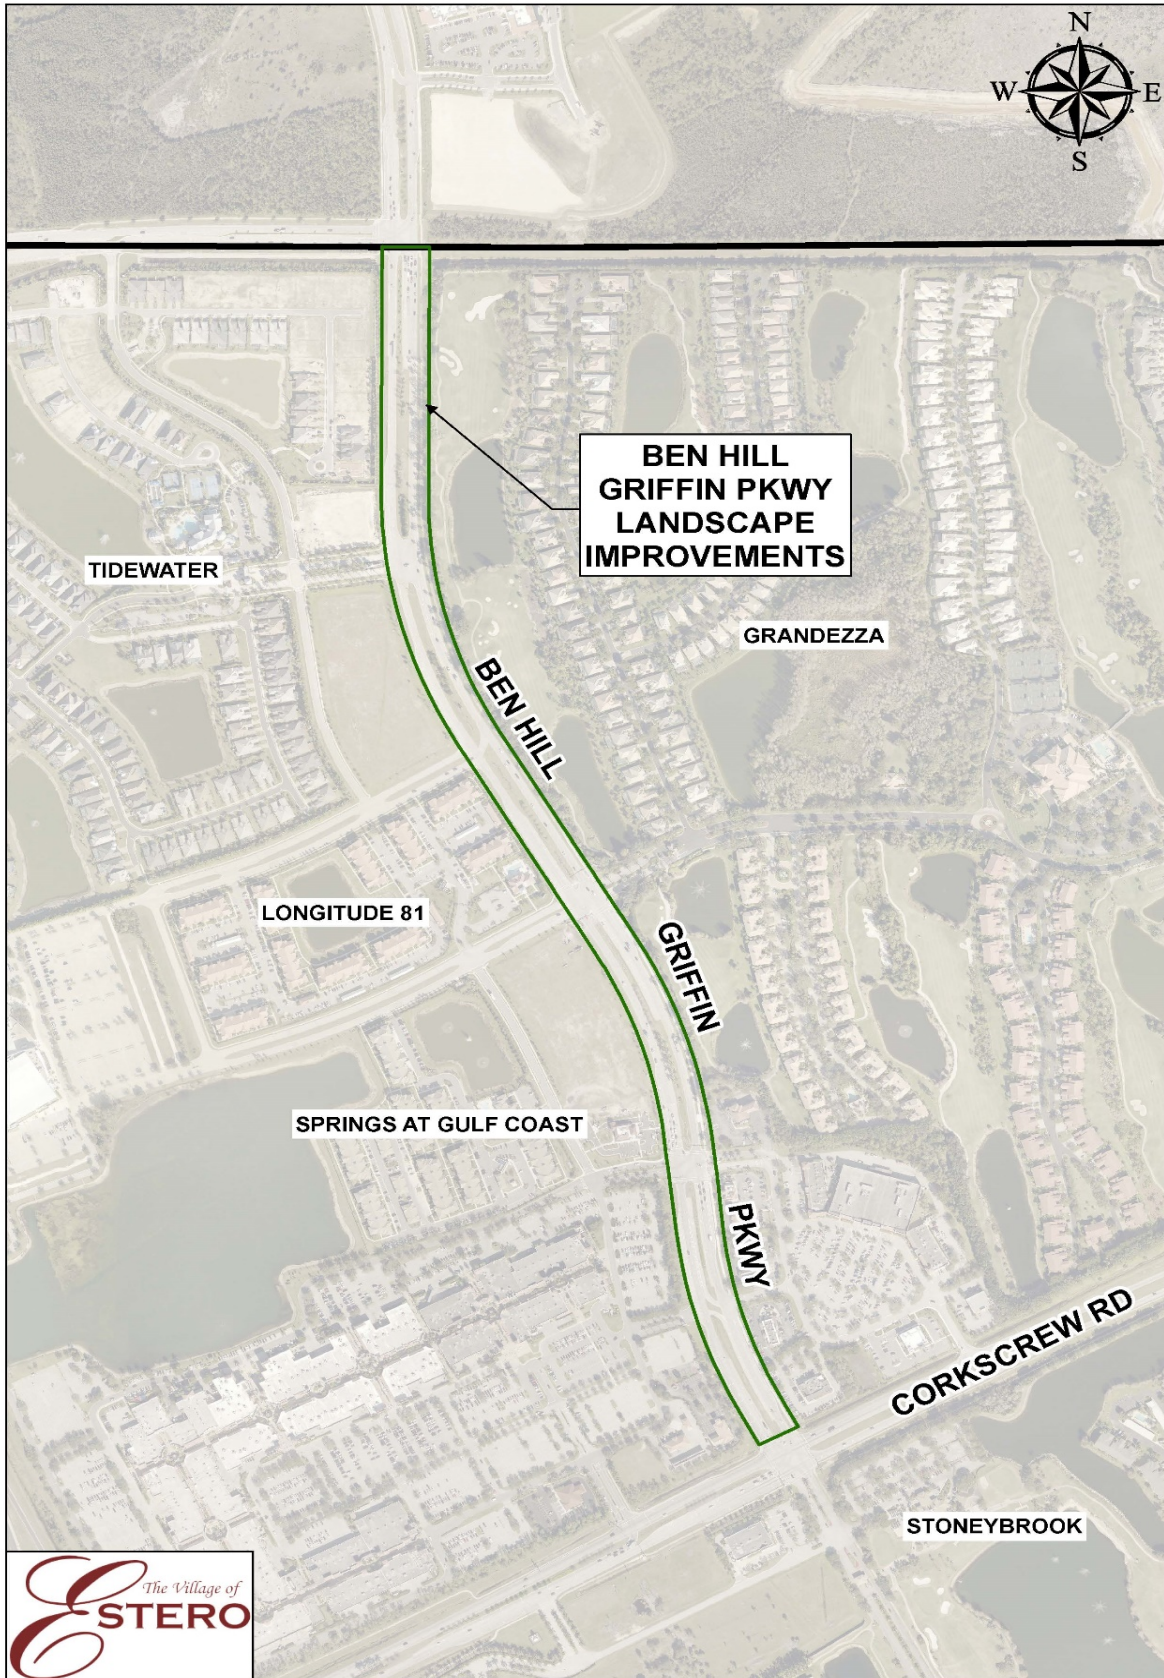 N
W E
S
BEN HILL
GRIFFIN PKWY
LANDSCAPE
IMPROVEMENTS
TIDEWATER
GRANDEZZA
BEN HILL
LONGITUDE 81
GRIFFIN
SPRINGS AT GULF COAST
PKWY
CORKSCREW RD
STONEYBROOK
The Village of
ESTERO